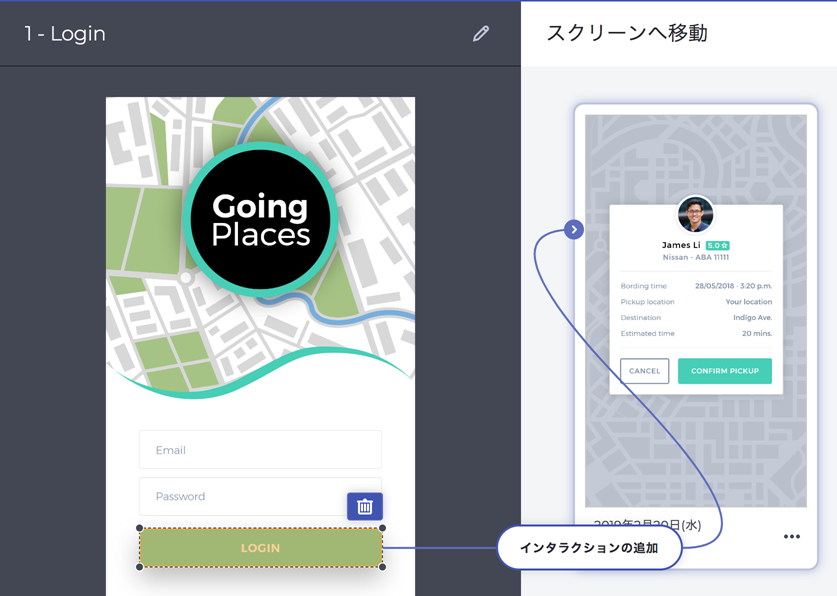 1 - Login
スクリーンへ移動
Going
Places
Email
Password
LOGIN
James Li 5.0
Nissan - ABA 11111
Bording time 28/05/2018 - 3:20 p.m.
Pickup location Your location
Destination Indigo Ave.
Estimated time 20 mins.
CANCEL CONFIRM PICKUP
2019年2月20日(水)
インタラクションの追加